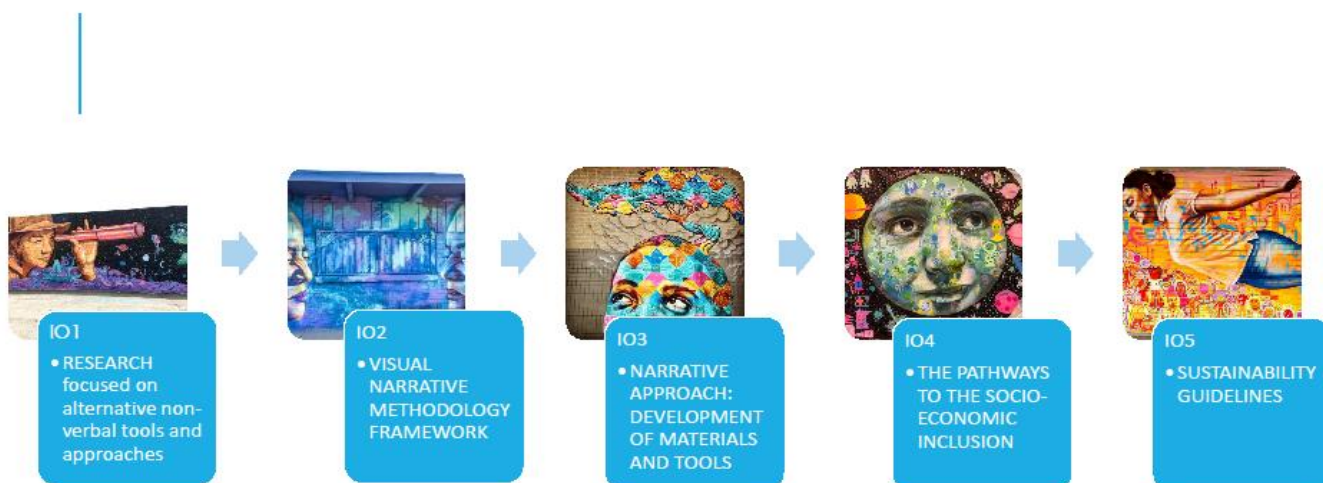 IO1
• RESEARCH
focused on
alternative non-
verbal tools and
approaches
IO2
• VISUAL
NARRATIVE
METHODOLOGY
FRAMEWORK
IO3
• NARRATIVE
APPROACH:
DEVELOPMENT
OF MATERIALS
AND TOOLS
IO4
• THE PATHWAYS
TO THE SOCIO-
ECONOMIC
INCLUSION
IO5
• SUSTAINABILITY
GUIDELINES